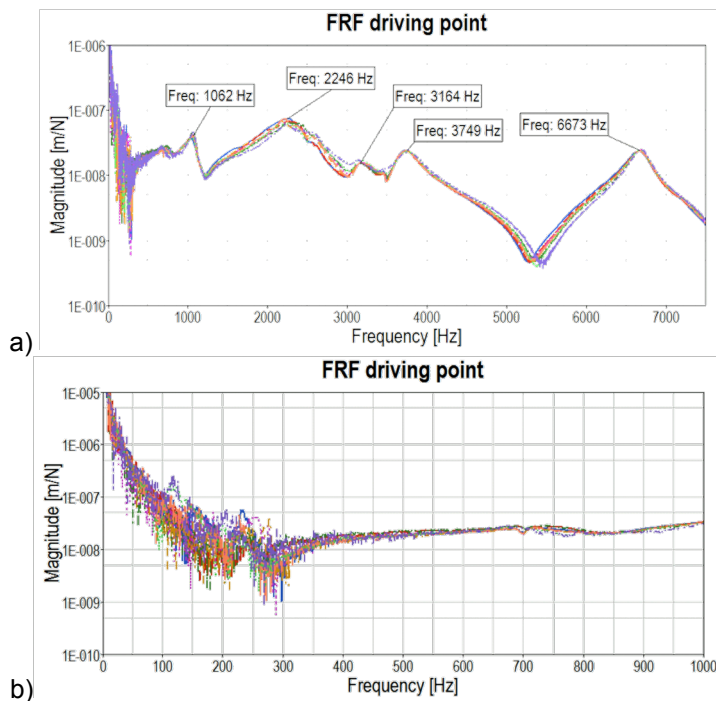 FRF driving point
1E-006
1E-007
1E-008
1E-009
1E-010
Magnitude [m/N]
Freq: 1062 Hz
Freq: 2246 Hz
Freq: 3164 Hz
Freq: 3749 Hz
Freq: 6673 Hz
0 1000 2000 3000 4000 5000 6000 7000
Frequency [Hz]
a)
FRF driving point
1E-005
1E-006
1E-007
1E-008
1E-009
1E-010
Magnitude [m/N]
0 100 200 300 400 500 600 700 800 900 1000
Frequency [Hz]
b)